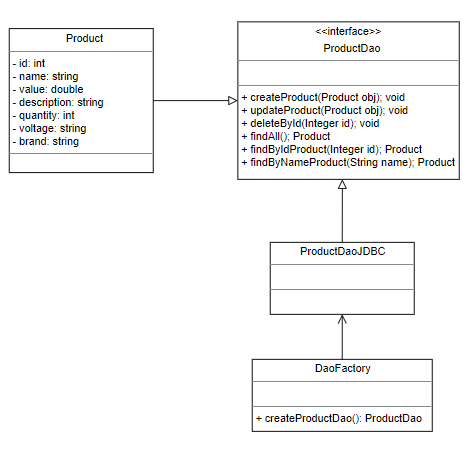 Product
- id: int
- name: string
- value: double
- description: string
- quantity: int
- voltage: string
- brand: string
<<interface>>
ProductDao
+ createProduct(Product obj); void
+ updateProduct(Product obj); void
+ deleteById(Integer id); void
+ findAll(); Product
+ findByIdProduct(Integer id); Product
+ findByNameProduct(String name); Product
ProductDaoJDBC
DaoFactory
+ createProductDao(): ProductDao